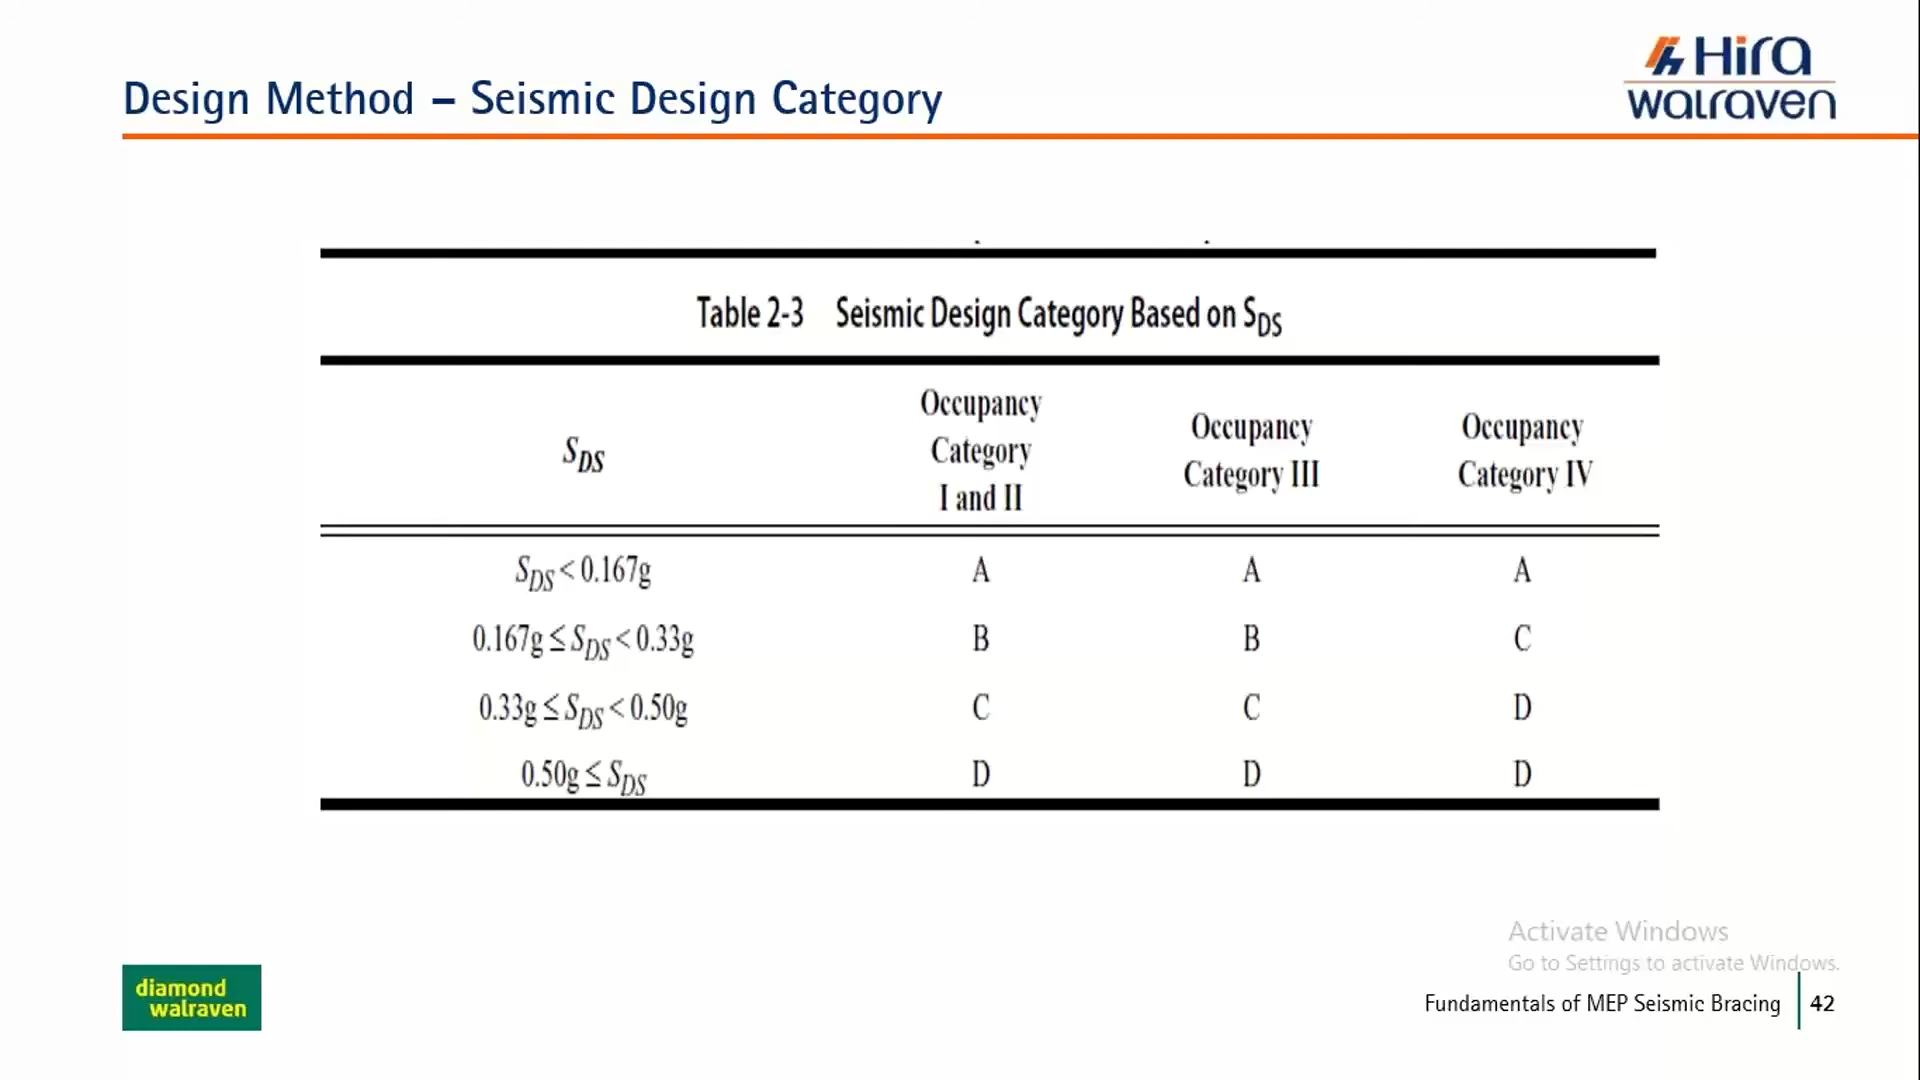 Design Method – Seismic Design Category
Hira
walraven
Table 2-3 Seismic Design Category Based on SDS
SDS
Occupancy
Category
I and II
Occupancy
Category III
Occupancy
Category IV
SDS < 0.167g A A A
0.167g ≤ SDS < 0.33g B B C
0.33g ≤ SDS < 0.50g C C D
0.50g ≤ SDS D D D
Activate Windows
Go to Settings to activate Windows.
diamond
walraven
Fundamentals of MEP Seismic Bracing 42